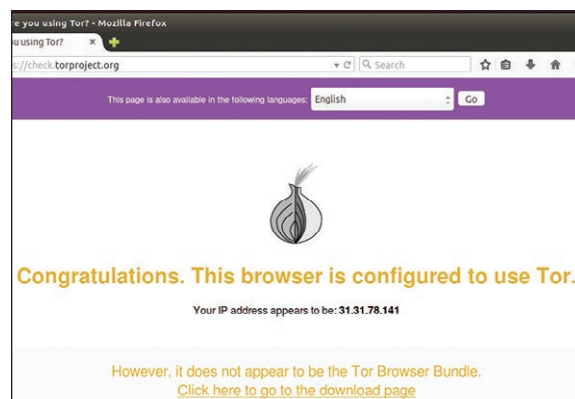 re you using Tor? - Mozilla Firefox
u using Tor?
s://check.torproject.org
Search
This page is also available in the following languages: English Go
Congratulations. This browser is configured to use Tor.
Your IP address appears to be: 31.31.78.141
However, it does not appear to be the Tor Browser Bundle.
Click here to go to the download page